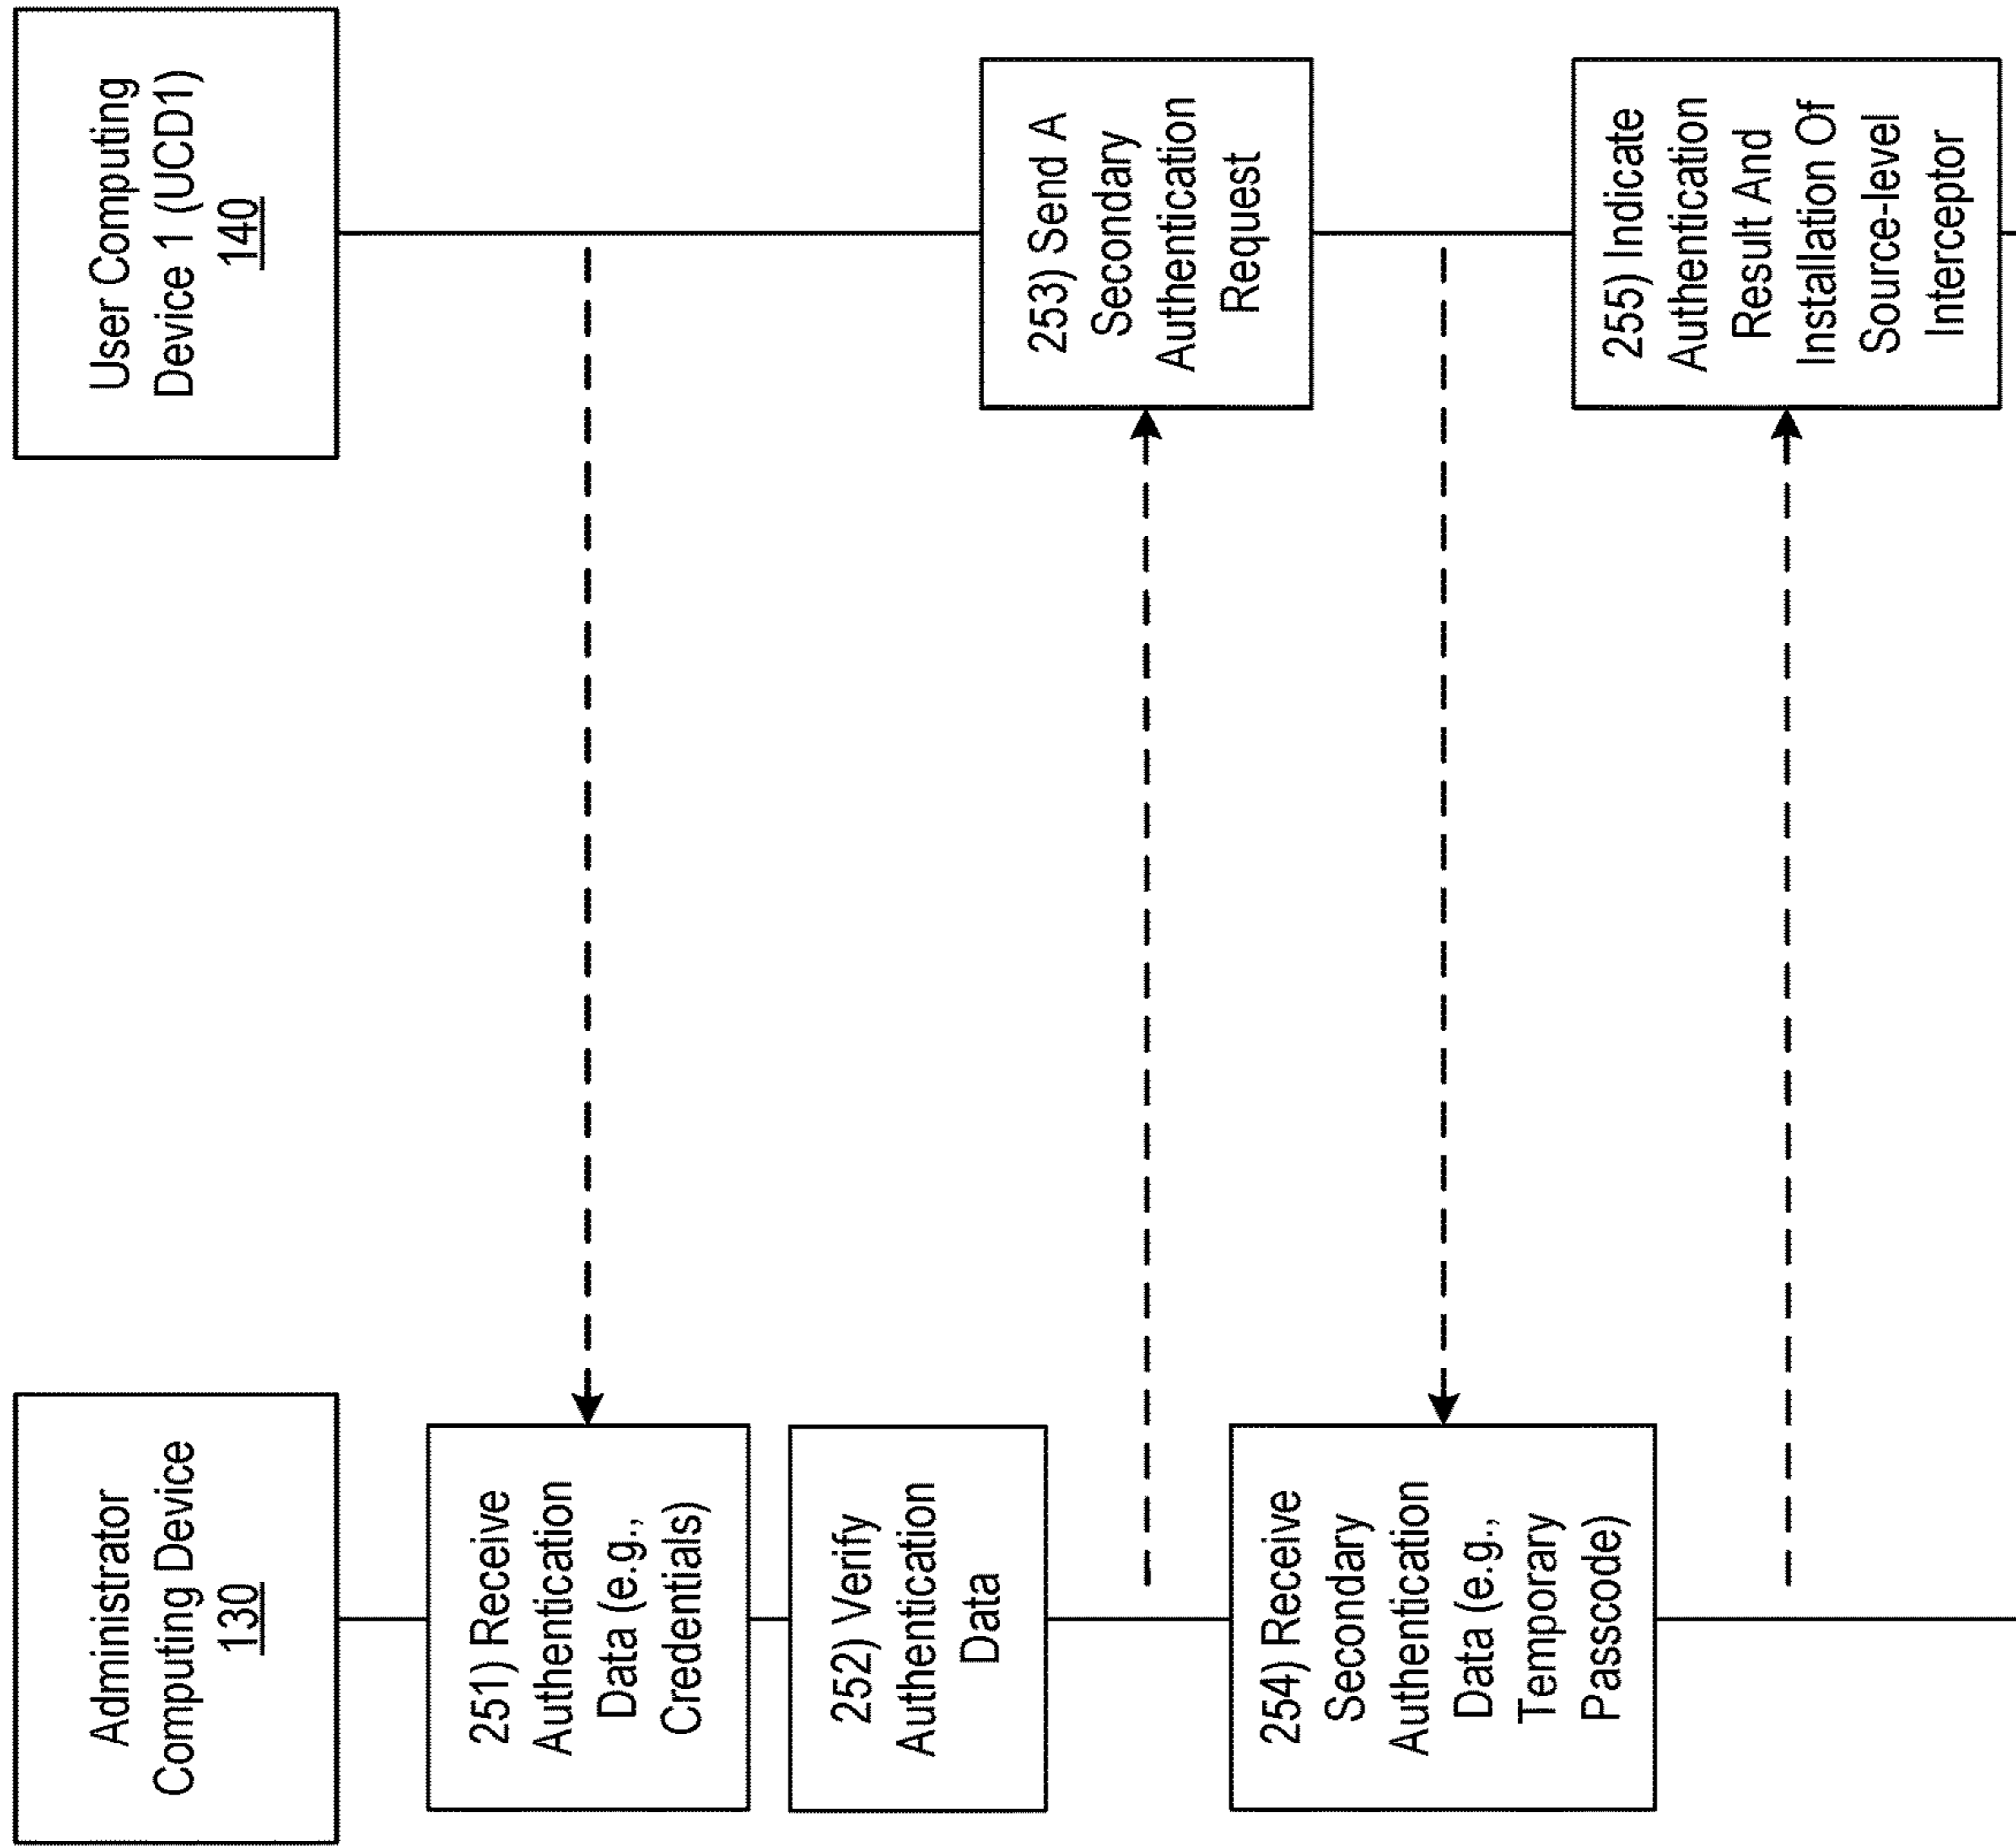 Administrator
Computing Device
130
User Computing
Device 1 (UCD1)
140
251) Receive
Authentication
Data (e.g.,
Credentials)
252) Verify
Authentication
Data
253) Send A
Secondary
Authentication
Request
254) Receive
Secondary
Authentication
Data (e.g.,
Temporary
Passcode)
255) Indicate
Authentication
Result And
Installation Of
Source-level
Interceptor